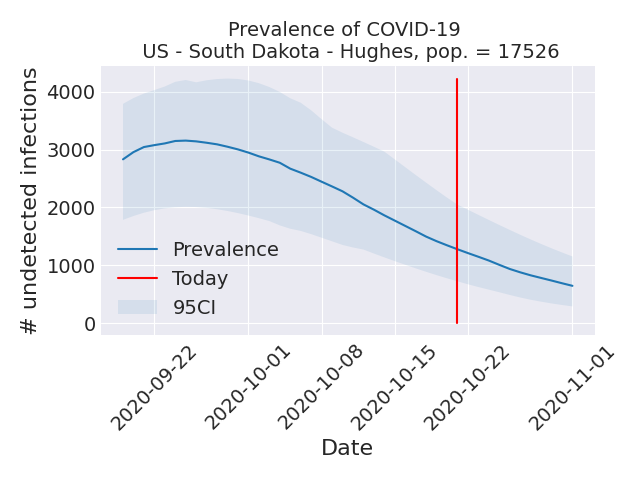 Prevalence of COVID-19
US - South Dakota - Hughes, pop. = 17526
# undetected infections
4000
3000
2000
1000
0
Prevalence
Today
95CI
2020-09-22
2020-10-01
2020-10-08
2020-10-15
2020-10-22
2020-11-01
Date